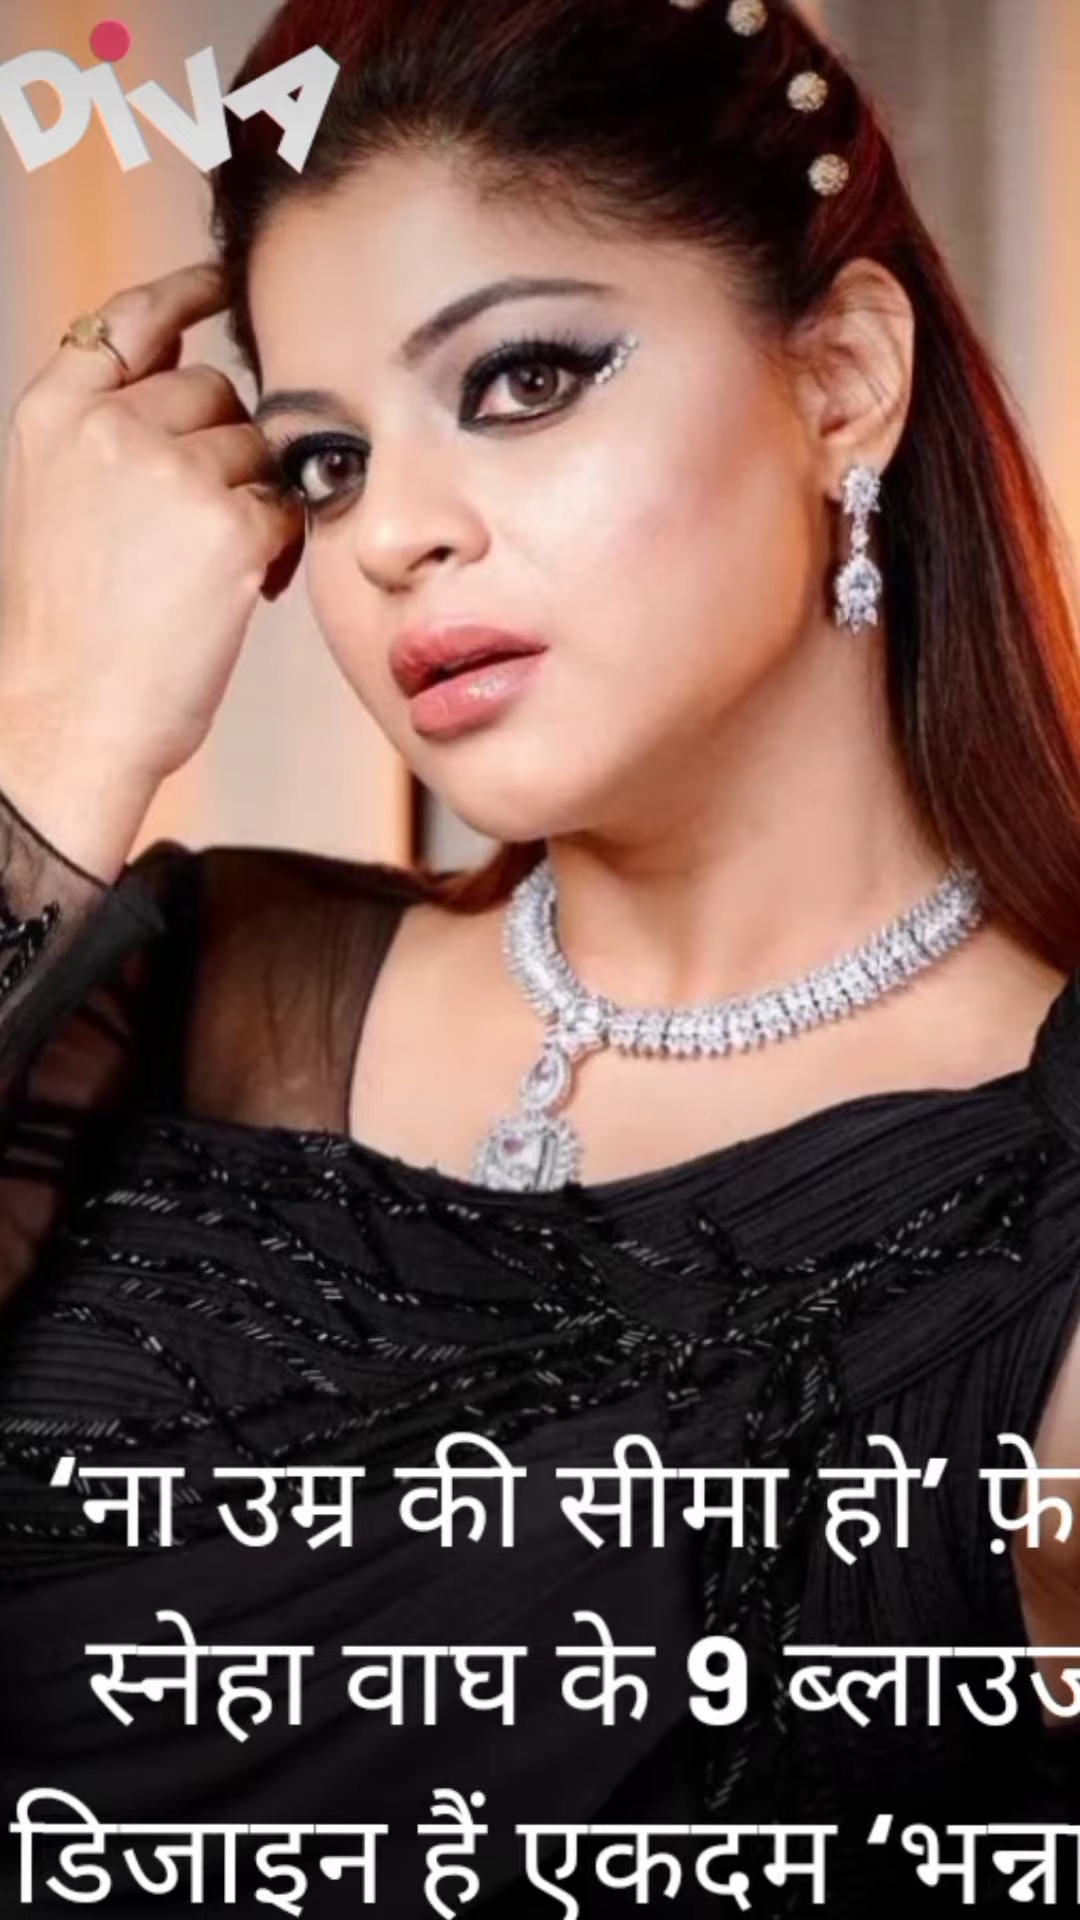 DIVA
‘ना उम्र की सीमा हो’ फ़े
स्नेहा वाघ के 9 ब्लाउज
डिजाइन हैं एकदम ‘भन्ना